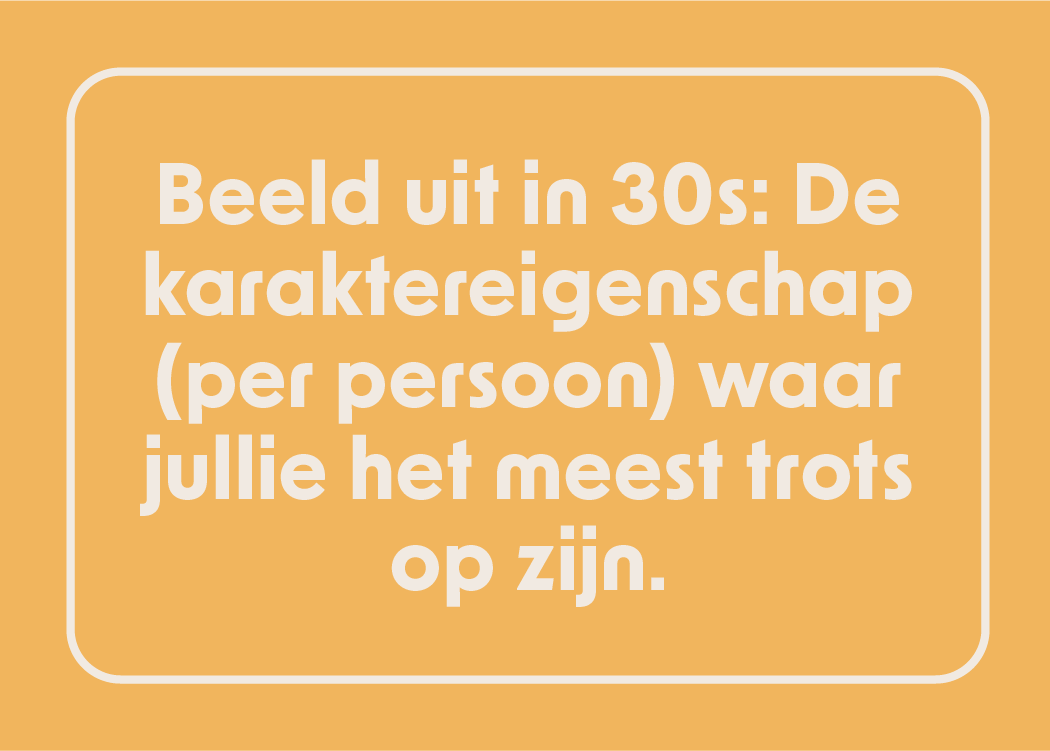 Beeld uit in 30s: De
karaktereigenschap
(per persoon) waar
jullie het meest trots
op zijn.